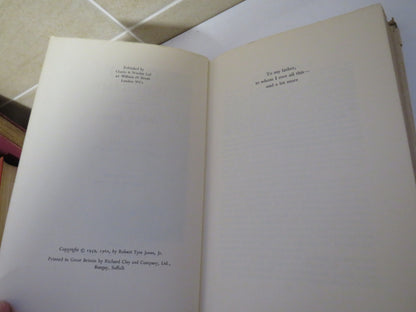 Published by
Chatto & Windus Ltd
42 William IV Street
London WC2
Copyright © 1959, 1960, by Robert Tyre Jones, Jr.
Printed in Great Britain by Richard Clay and Company, Ltd.,
Bungay, Suffolk
To my father,
to whom I owe all this—
and a lot more